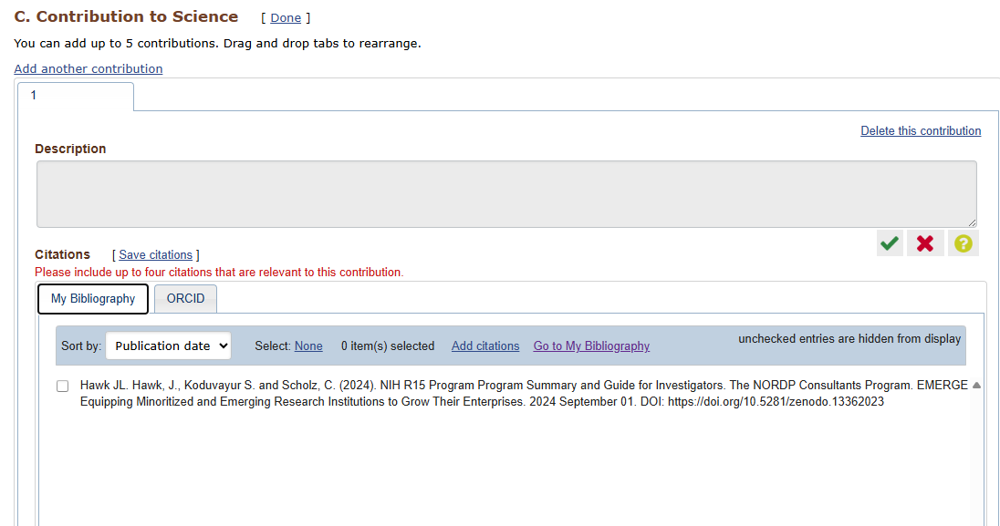 C. Contribution to Science [ Done ]
You can add up to 5 contributions. Drag and drop tabs to rearrange.
Add another contribution
1
Delete this contribution
Description
?
Citations [ Save citations ]
Please include up to four citations that are relevant to this contribution.
My Bibliography ORCID
Sort by: Publication date Select: None 0 item(s) selected Add citations Go to My Bibliography unchecked entries are hidden from display
Hawk JL. Hawk, J., Koduvayur S. and Scholz, C. (2024). NIH R15 Program Program Summary and Guide for Investigators. The NORDP Consultants Program. EMERGE
Equipping Minoritized and Emerging Research Institutions to Grow Their Enterprises. 2024 September 01. DOI: https://doi.org/10.5281/zenodo.13362023